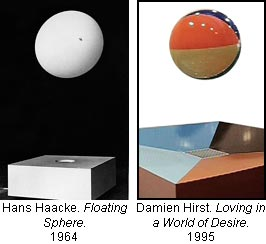 Hans Haacke. Floating
Sphere.
1964
Damien Hirst. Loving in
a World of Desire.
1995